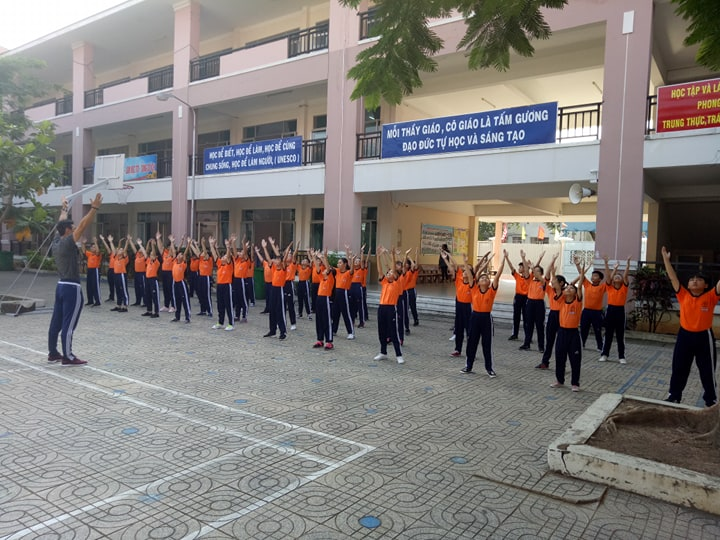 HỌC ĐỂ BIẾT, HỌC ĐỂ LÀM, HỌC ĐỂ CÙNG
CHUNG SỐNG, HỌC ĐỂ LÀM NGƯỜI ( UNESCO )
MỖI THẦY GIÁO, CÔ GIÁO LÀ TẤM GƯƠNG
ĐẠO ĐỨC TỰ HỌC VÀ SÁNG TẠO
HỌC TẬP VÀ
PHONG
TRUNG THỰC,